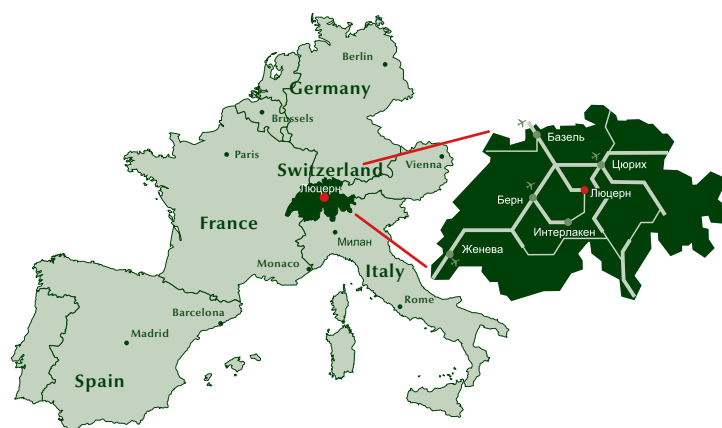 Berlin
Germany
Brussels
Paris
Switzerland
Vienna
Люцерн
France
Милан
Monaco
Italy
Rome
Barcelona
Madrid
Spain
Базель
Цюрих
Люцерн
Берн
Интерлакен
Женева